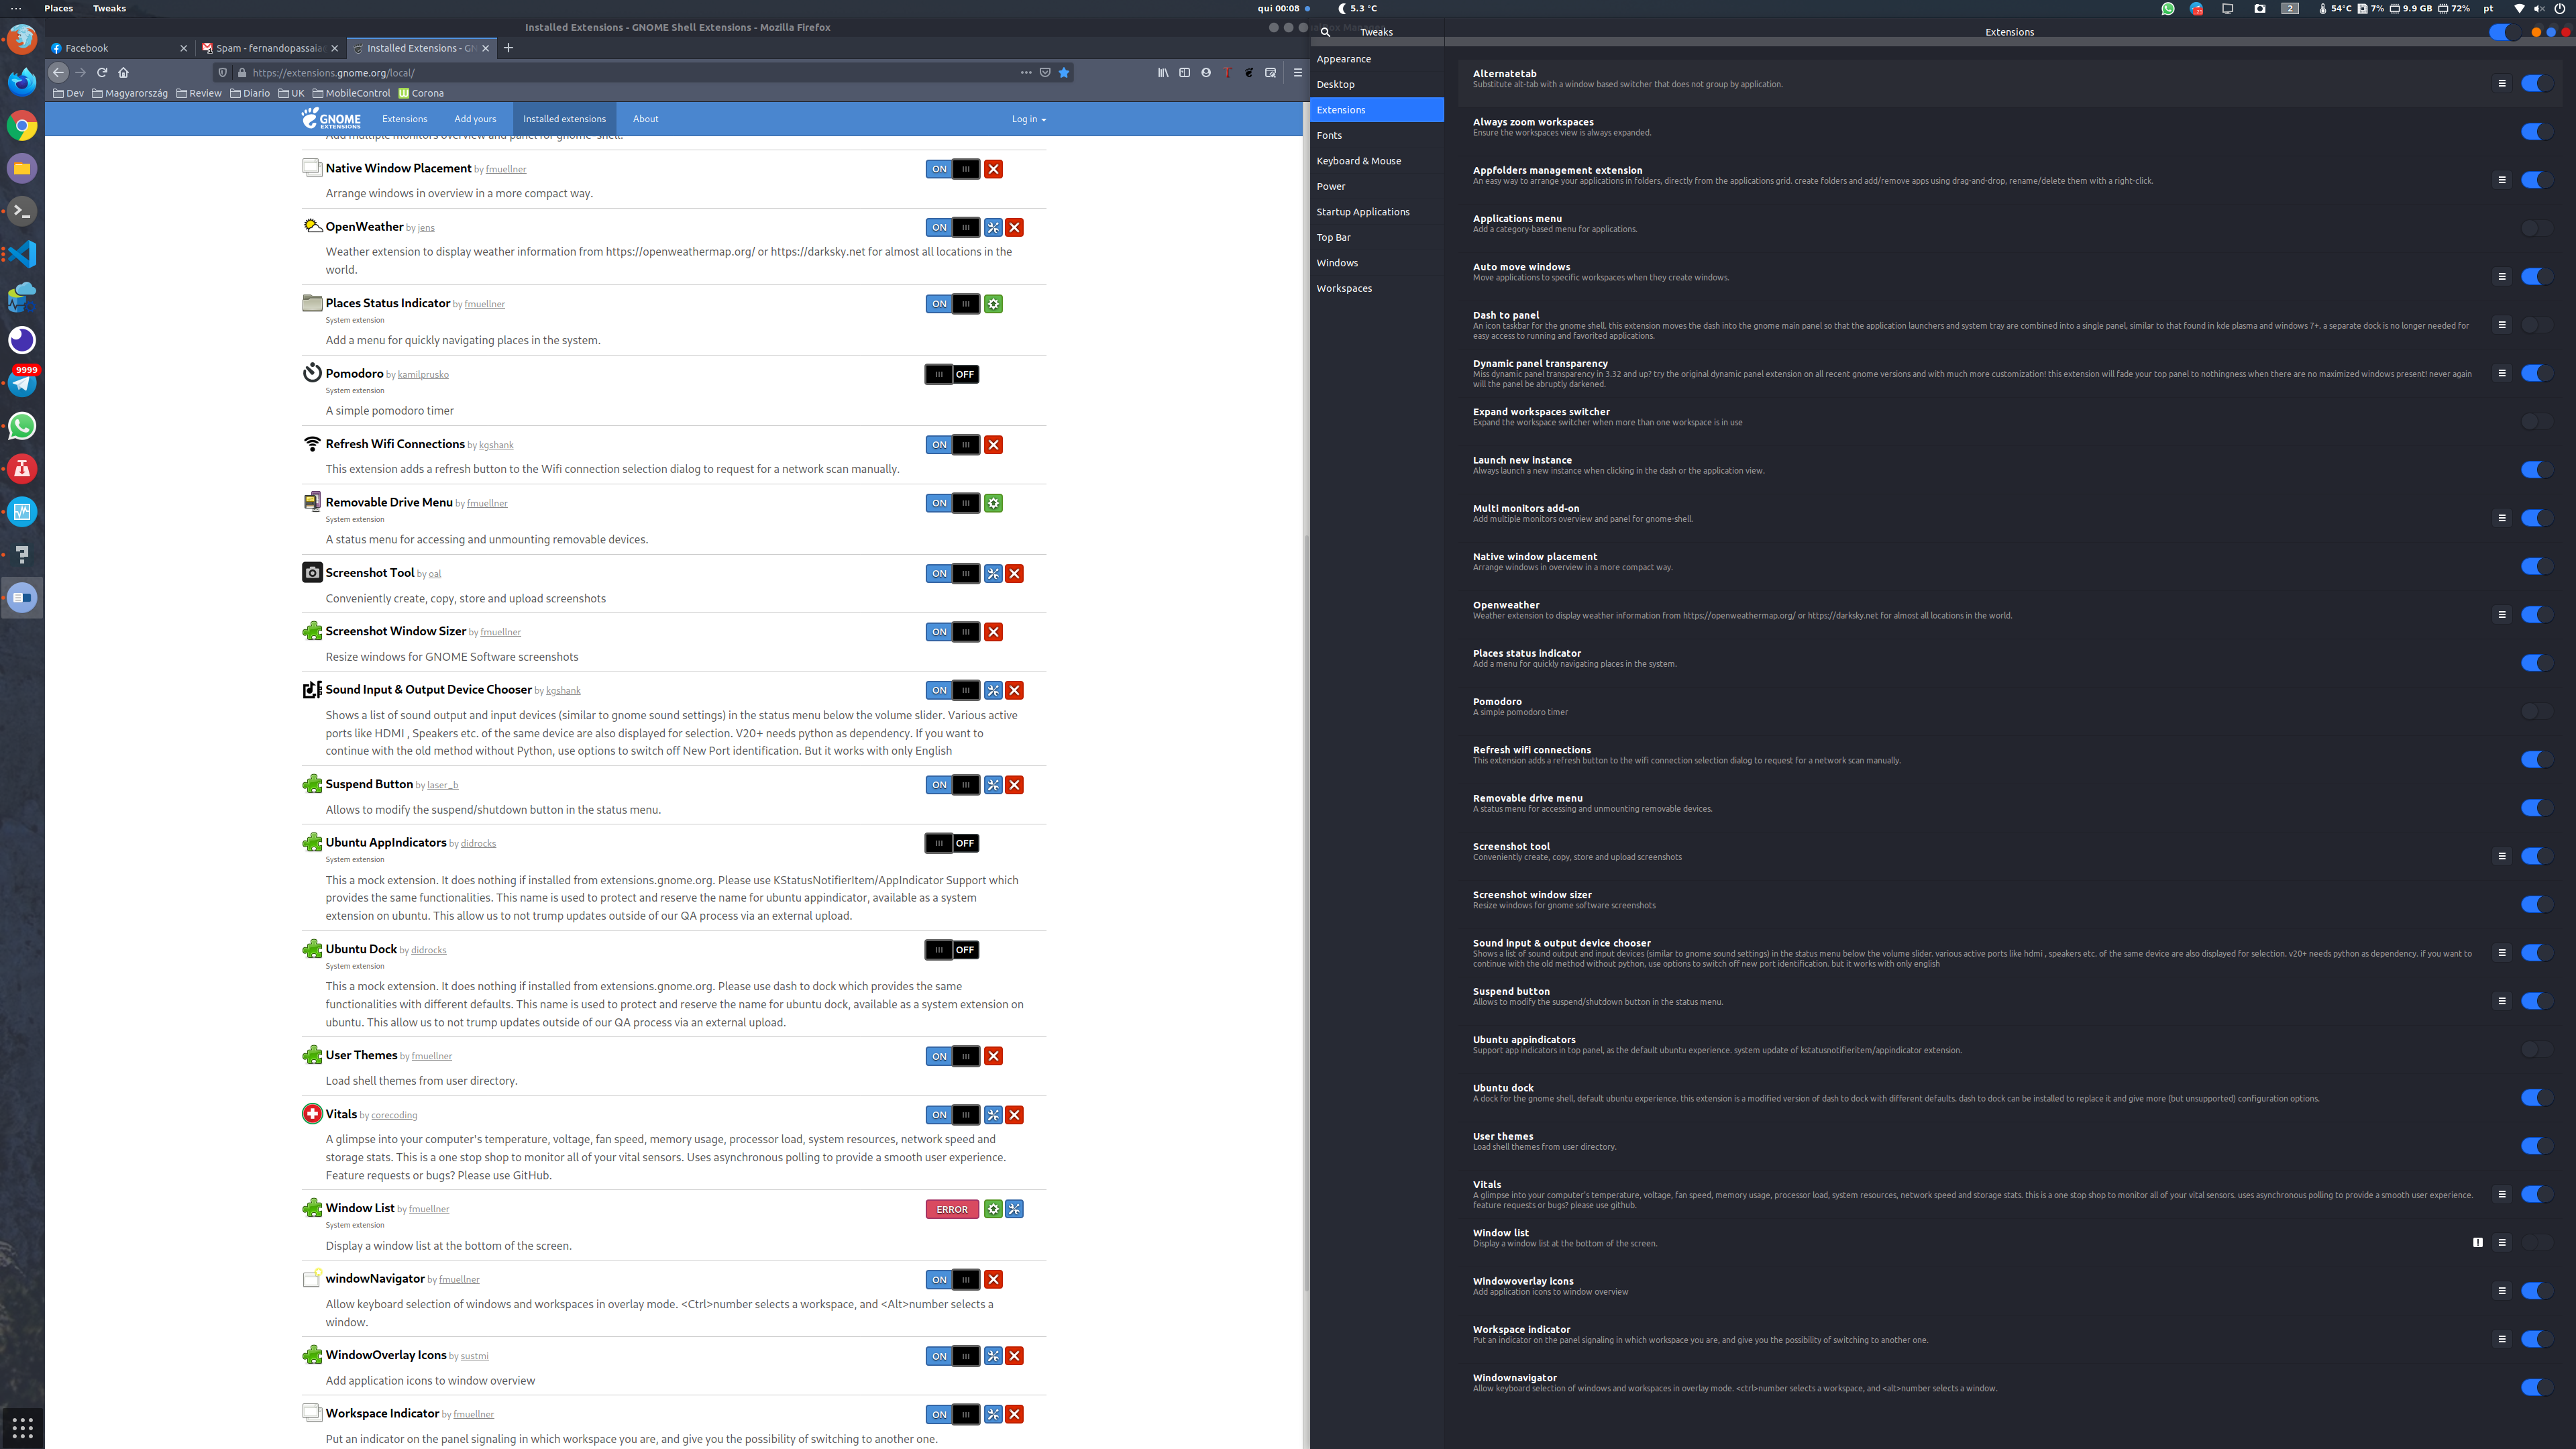 Places
Tweaks
qui 00:08
5.3 °C
2
54°C
7%
9.9 GB
72%
pt
Installed Extensions - GNOME Shell Extensions - Mozilla Firefox
Facebook
Spam - fernandopassaia
Installed Extensions - GN
https://extensions.gnome.org/local/
Dev
Magyarország
Review
Diario
UK
MobileControl
Corona
GNOME EXTENSIONS
Extensions
Add yours
Installed extensions
About
Log in
Add multiple monitors overview and panel for gnome-shell.
Native Window Placement by fmuellner
ON
Arrange windows in overview in a more compact way.
OpenWeather by jens
ON
Weather extension to display weather information from https://openweathermap.org/ or https://darksky.net for almost all locations in the
world.
Places Status Indicator by fmuellner
ON
System extension
Add a menu for quickly navigating places in the system.
Pomodoro by kamilprusko
OFF
System extension
A simple pomodoro timer
Refresh Wifi Connections by kgshank
ON
This extension adds a refresh button to the Wifi connection selection dialog to request for a network scan manually.
Removable Drive Menu by fmuellner
ON
System extension
A status menu for accessing and unmounting removable devices.
Screenshot Tool by oal
ON
Conveniently create, copy, store and upload screenshots
Screenshot Window Sizer by fmuellner
ON
Resize windows for GNOME Software screenshots
Sound Input & Output Device Chooser by kgshank
ON
Shows a list of sound output and input devices (similar to gnome sound settings) in the status menu below the volume slider. Various active
ports like HDMI , Speakers etc. of the same device are also displayed for selection. V20+ needs python as dependency. If you want to
continue with the old method without Python, use options to switch off New Port identification. But it works with only English
Suspend Button by laser_b
ON
Allows to modify the suspend/shutdown button in the status menu.
Ubuntu AppIndicators by didrocks
OFF
System extension
This a mock extension. It does nothing if installed from extensions.gnome.org. Please use KStatusNotifierItem/AppIndicator Support which
provides the same functionalities. This name is used to protect and reserve the name for ubuntu appindicator, available as a system
extension on ubuntu. This allow us to not trump updates outside of our QA process via an external upload.
Ubuntu Dock by didrocks
OFF
System extension
This a mock extension. It does nothing if installed from extensions.gnome.org. Please use dash to dock which provides the same
functionalities with different defaults. This name is used to protect and reserve the name for ubuntu dock, available as a system extension on
ubuntu. This allow us to not trump updates outside of our QA process via an external upload.
User Themes by fmuellner
ON
Load shell themes from user directory.
Vitals by corecoding
ON
A glimpse into your computer's temperature, voltage, fan speed, memory usage, processor load, system resources, network speed and
storage stats. This is a one stop shop to monitor all of your vital sensors. Uses asynchronous polling to provide a smooth user experience.
Feature requests or bugs? Please use GitHub.
Window List by fmuellner
ERROR
System extension
Display a window list at the bottom of the screen.
windowNavigator by fmuellner
ON
Allow keyboard selection of windows and workspaces in overlay mode. <Ctrl>number selects a workspace, and <Alt>number selects a
window.
WindowOverlay Icons by sustmi
ON
Add application icons to window overview
Workspace Indicator by fmuellner
ON
Put an indicator on the panel signaling in which workspace you are, and give you the possibility of switching to another one.
9999
Tweaks
Extensions
Appearance
Desktop
Extensions
Fonts
Keyboard & Mouse
Power
Startup Applications
Top Bar
Windows
Workspaces
Alternatetab
Substitute alt-tab with a window based switcher that does not group by application.
Always zoom workspaces
Ensure the workspaces view is always expanded.
Appfolders management extension
An easy way to arrange your applications in folders, directly from the applications grid. create folders and add/remove apps using drag-and-drop, rename/delete them with a right-click.
Applications menu
Add a category-based menu for applications.
Auto move windows
Move applications to specific workspaces when they create windows.
Dash to panel
An icon taskbar for the gnome shell. this extension moves the dash into the gnome main panel so that the application launchers and system tray are combined into a single panel, similar to that found in kde plasma and windows 7+. a separate dock is no longer needed for
easy access to running and favorited applications.
Dynamic panel transparency
Miss dynamic panel transparency in 3.32 and up? try the original dynamic panel extension on all recent gnome versions and with much more customization! this extension will fade your top panel to nothingness when there are no maximized windows present! never again
will the panel be abruptly darkened.
Expand workspaces switcher
Expand the workspace switcher when more than one workspace is in use
Launch new instance
Always launch a new instance when clicking in the dash or the application view.
Multi monitors add-on
Add multiple monitors overview and panel for gnome-shell.
Native window placement
Arrange windows in overview in a more compact way.
Openweather
Weather extension to display weather information from https://openweathermap.org/ or https://darksky.net for almost all locations in the world.
Places status indicator
Add a menu for quickly navigating places in the system.
Pomodoro
A simple pomodoro timer
Refresh wifi connections
This extension adds a refresh button to the wifi connection selection dialog to request for a network scan manually.
Removable drive menu
A status menu for accessing and unmounting removable devices.
Screenshot tool
Conveniently create, copy, store and upload screenshots
Screenshot window sizer
Resize windows for gnome software screenshots
Sound input & output device chooser
Shows a list of sound output and input devices (similar to gnome sound settings) in the status menu below the volume slider. various active ports like hdmi , speakers etc. of the same device are also displayed for selection. v20+ needs python as dependency. if you want to
continue with the old method without python, use options to switch off new port identification. but it works with only english
Suspend button
Allows to modify the suspend/shutdown button in the status menu.
Ubuntu appindicators
Support app indicators in top panel, as the default ubuntu experience. system update of kstatusnotifieritem/appindicator extension.
Ubuntu dock
A dock for the gnome shell, default ubuntu experience. this extension is a modified version of dash to dock with different defaults. dash to dock can be installed to replace it and give more (but unsupported) configuration options.
User themes
Load shell themes from user directory.
Vitals
A glimpse into your computer's temperature, voltage, fan speed, memory usage, processor load, system resources, network speed and storage stats. this is a one stop shop to monitor all of your vital sensors. uses asynchronous polling to provide a smooth user experience.
feature requests or bugs? please use github.
Window list
Display a window list at the bottom of the screen.
Windowoverlay icons
Add application icons to window overview
Workspace indicator
Put an indicator on the panel signaling in which workspace you are, and give you the possibility of switching to another one.
Windownavigator
Allow keyboard selection of windows and workspaces in overlay mode. <ctrl>number selects a workspace, and <alt>number selects a window.